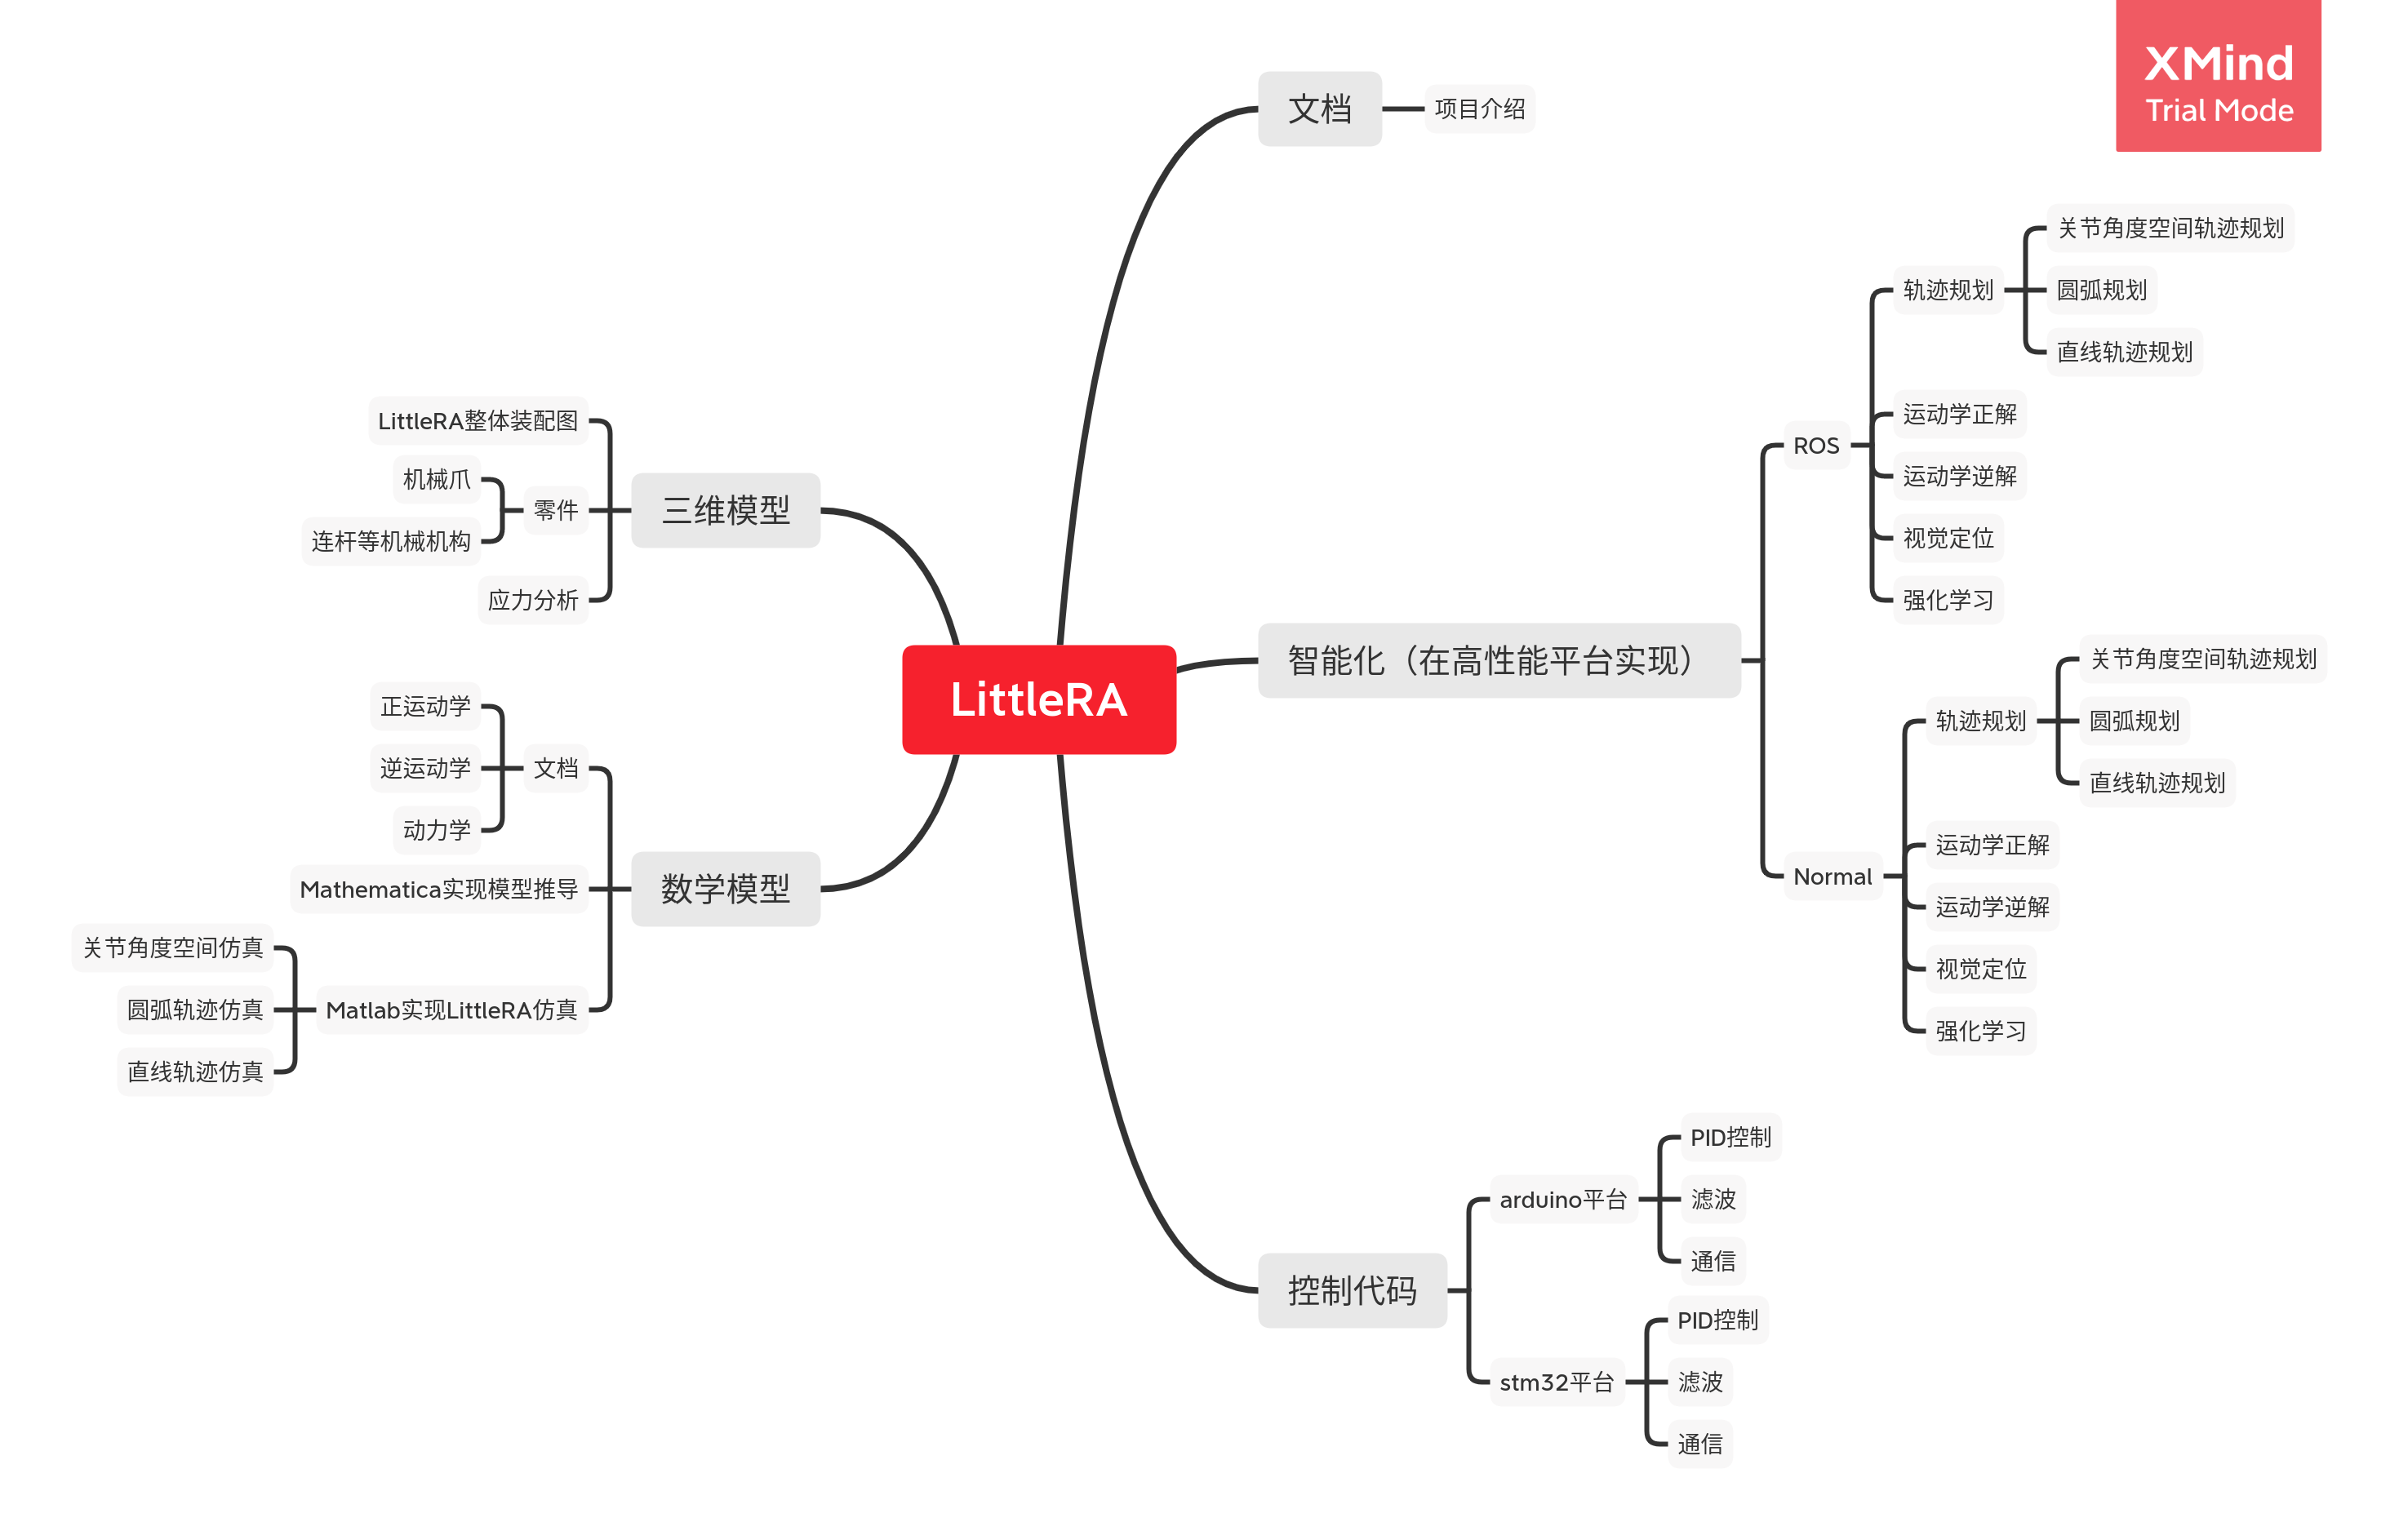 XMind
Trial Mode
文档
项目介绍
关节角度空间轨迹规划
轨迹规划
圆弧规划
直线轨迹规划
运动学正解
ROS
运动学逆解
视觉定位
强化学习
智能化（在高性能平台实现）
关节角度空间轨迹规划
轨迹规划
圆弧规划
直线轨迹规划
运动学正解
Normal
运动学逆解
视觉定位
强化学习
LittleRA
LittleRA整体装配图
机械爪
零件
连杆等机械机构
三维模型
应力分析
正运动学
逆运动学
文档
动力学
Mathematica实现模型推导
数学模型
关节角度空间仿真
圆弧轨迹仿真
Matlab实现LittleRA仿真
直线轨迹仿真
PID控制
arduino平台
滤波
通信
控制代码
PID控制
stm32平台
滤波
通信